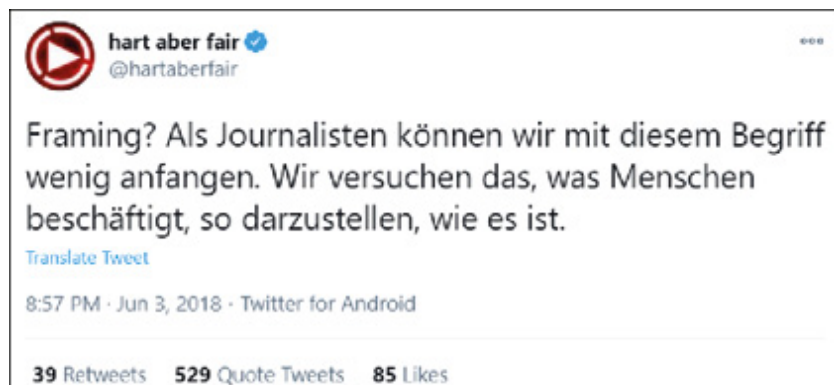 hart aber fair
@hartaberfair
Framing? Als Journalisten können wir mit diesem Begriff
wenig anfangen. Wir versuchen das, was Menschen
beschäftigt, so darzustellen, wie es ist.
Translate Tweet
8:57 PM · Jun 3, 2018 · Twitter for Android
39 Retweets 529 Quote Tweets 85 Likes